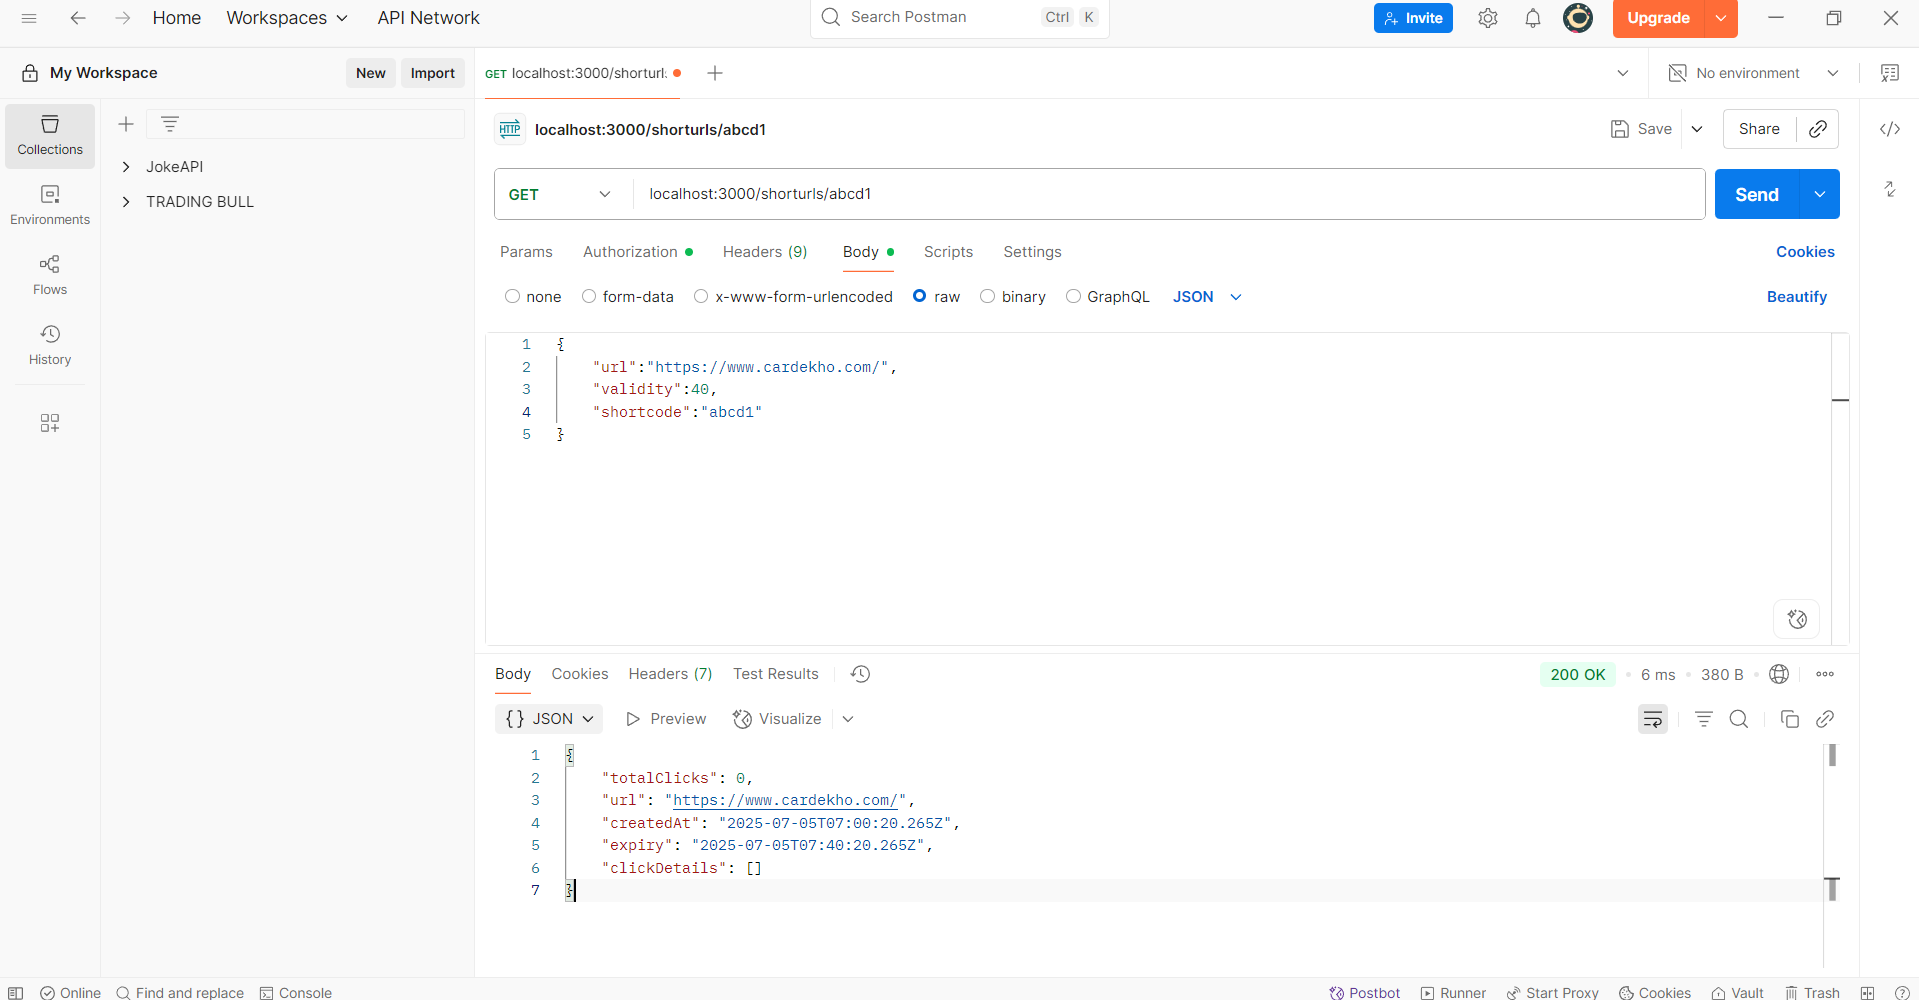 Home Workspaces API Network Search Postman Ctrl K Invite Upgrade
My Workspace New Import GET localhost:3000/shorturl: No environment
Collections
Environments
Flows
History
JokeAPI
TRADING BULL
HTTP localhost:3000/shorturls/abcd1 Save Share
GET localhost:3000/shorturls/abcd1 Send
Params Authorization Headers (9) Body Scripts Settings Cookies
none form-data x-www-form-urlencoded raw binary GraphQL JSON Beautify
1 {
2 "url":"https://www.cardekho.com/",
3 "validity":40,
4 "shortcode":"abcd1"
5 }
Body Cookies Headers (7) Test Results 200 OK • 6 ms • 380 B •
{} JSON Preview Visualize
1 {
2 "totalClicks": 0,
3 "url": "https://www.cardekho.com/",
4 "createdAt": "2025-07-05T07:00:20.265Z",
5 "expiry": "2025-07-05T07:40:20.265Z",
6 "clickDetails": []
7 }
Online Find and replace Console Postbot Runner Start Proxy Cookies Vault Trash